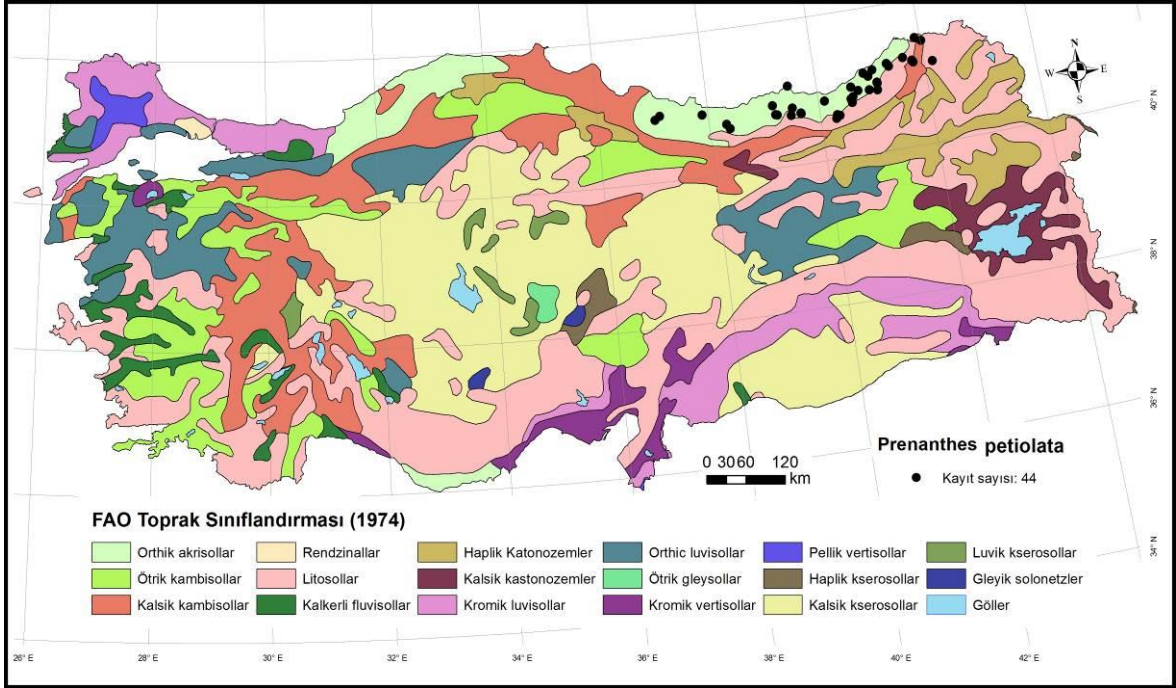 N
W E
S
40° N
38° N
36° N
34° N
Prenanthes petiolata
0 30 60 120
km
Kayıt sayısı: 44
FAO Toprak Sınıflandırması (1974)
Orthik akrisollar Rendzinallar Haplik Katonozemler Orthic luvisollar Pellik vertisollar Luvik kserosollar
Ötrik kambisollar Litosollar Kalsik kastonozemler Ötrik gleysollar Haplik kserosollar Gleyik solonetzler
Kalsik kambisollar Kalkerli fluvisollar Kromik luvisollar Kromik vertisollar Kalsik kserosollar Göller
26° E 28° E 30° E 32° E 34° E 36° E 38° E 40° E 42° E